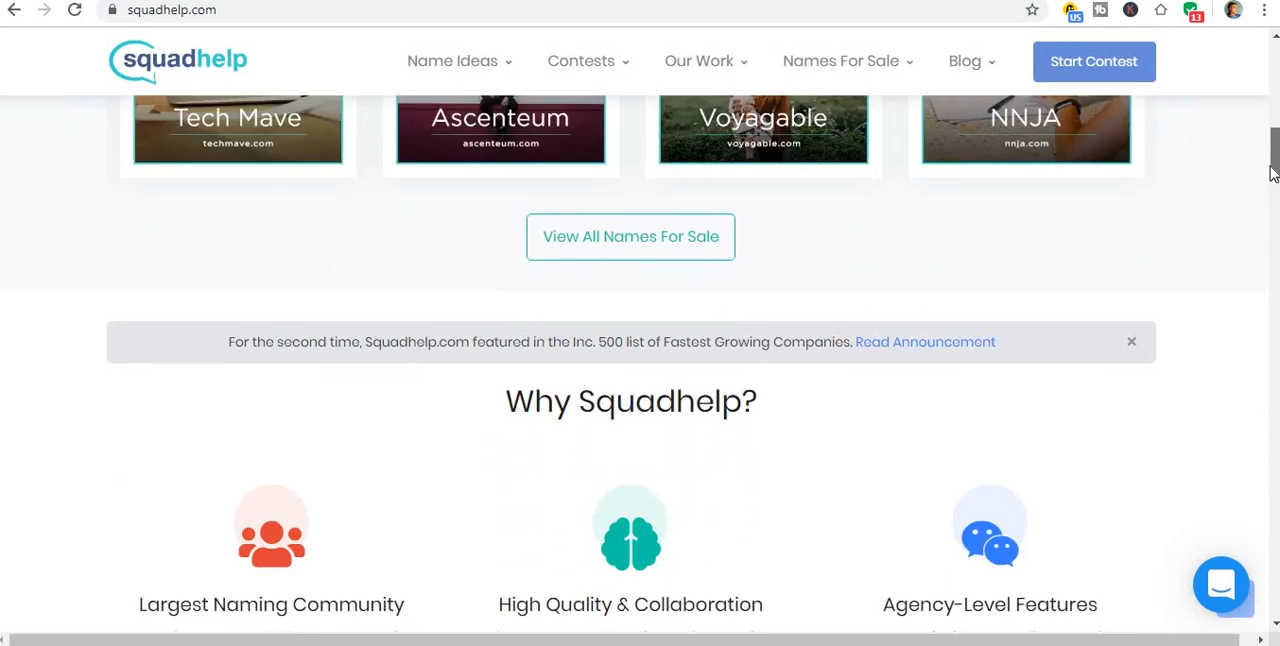 squadhelp.com
US
13
squadhelp
Name Ideas
Contests
Our Work
Names For Sale
Blog
Start Contest
Tech Mave
techmave.com
Ascenteum
ascenteum.com
Voyagable
voyagable.com
NNJA
nnja.com
View All Names For Sale
For the second time, Squadhelp.com featured in the Inc. 500 list of Fastest Growing Companies. Read Announcement
Why Squadhelp?
Largest Naming Community
High Quality & Collaboration
Agency-Level Features